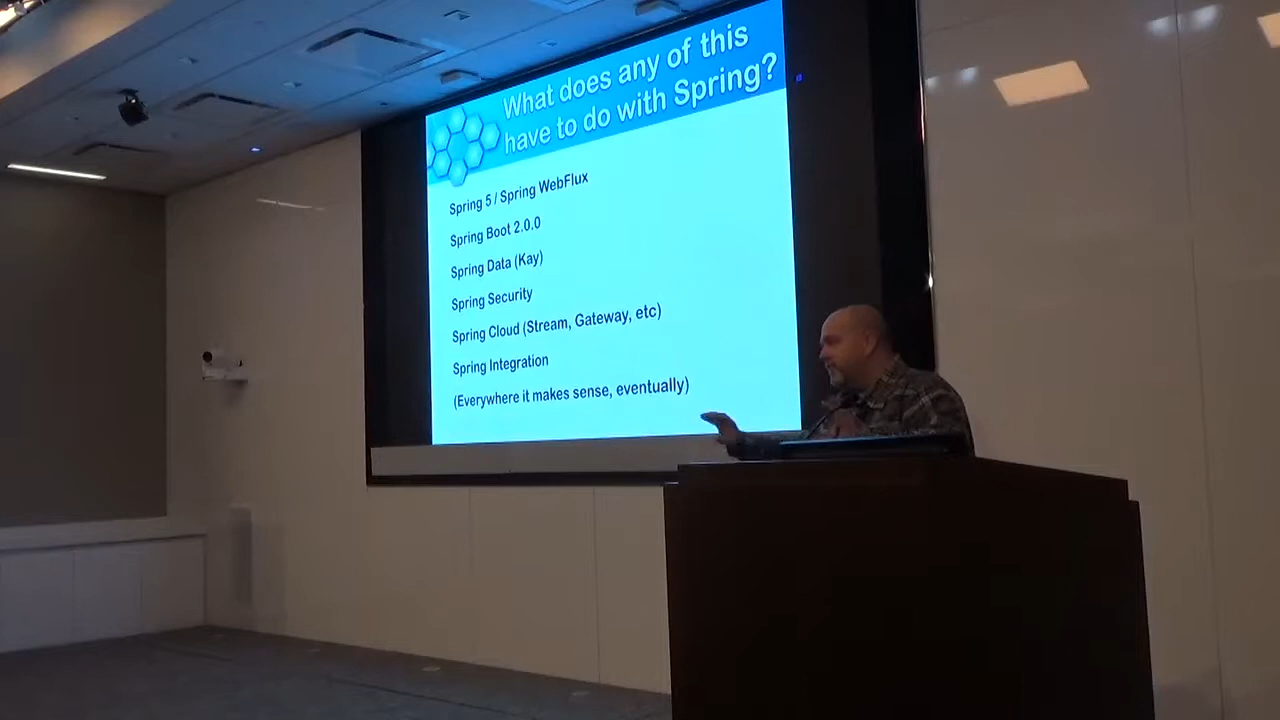 What does any of this
have to do with Spring?
Spring 5 / Spring WebFlux
Spring Boot 2.0.0
Spring Data (Kay)
Spring Security
Spring Cloud (Stream, Gateway, etc)
Spring Integration
(Everywhere it makes sense, eventually)